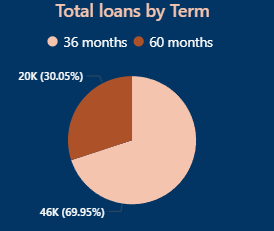 Total loans by Term
36 months 60 months
20K (30.05%)
46K (69.95%)